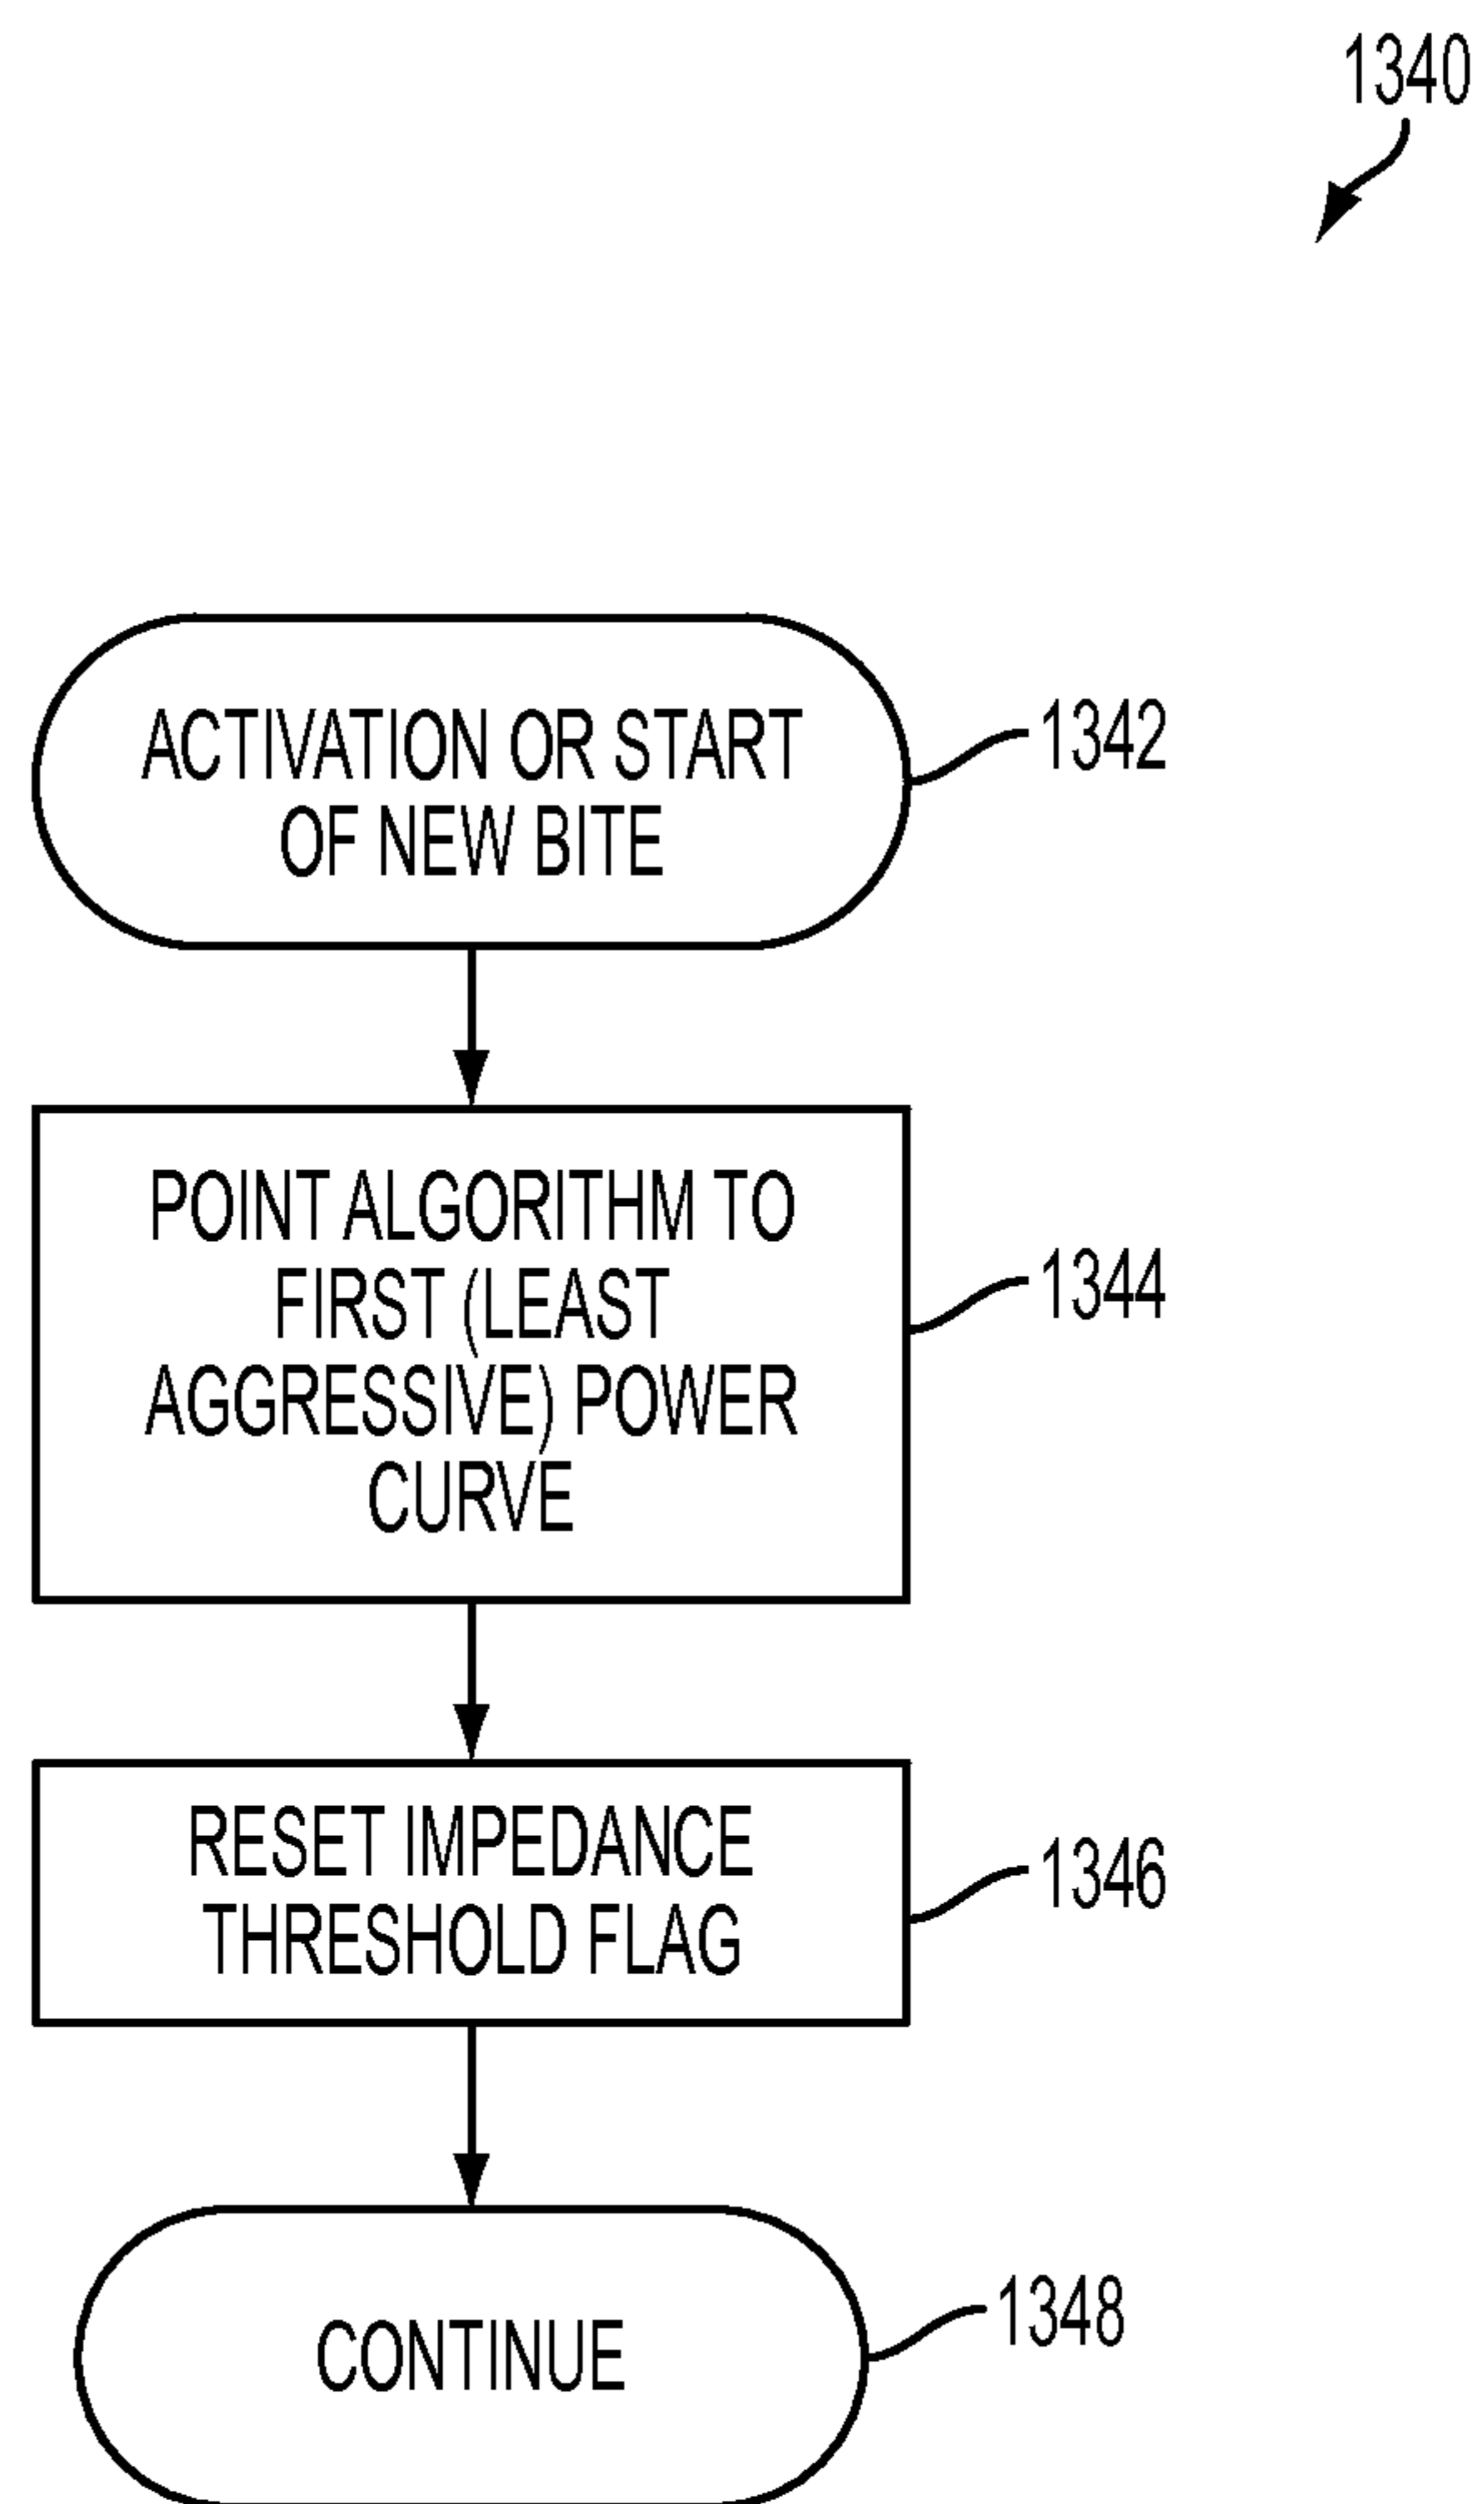 1340
ACTIVATION OR START
OF NEW BITE
1342
POINT ALGORITHM TO
FIRST (LEAST
AGGRESSIVE) POWER
CURVE
1344
RESET IMPEDANCE
THRESHOLD FLAG
1346
CONTINUE
1348